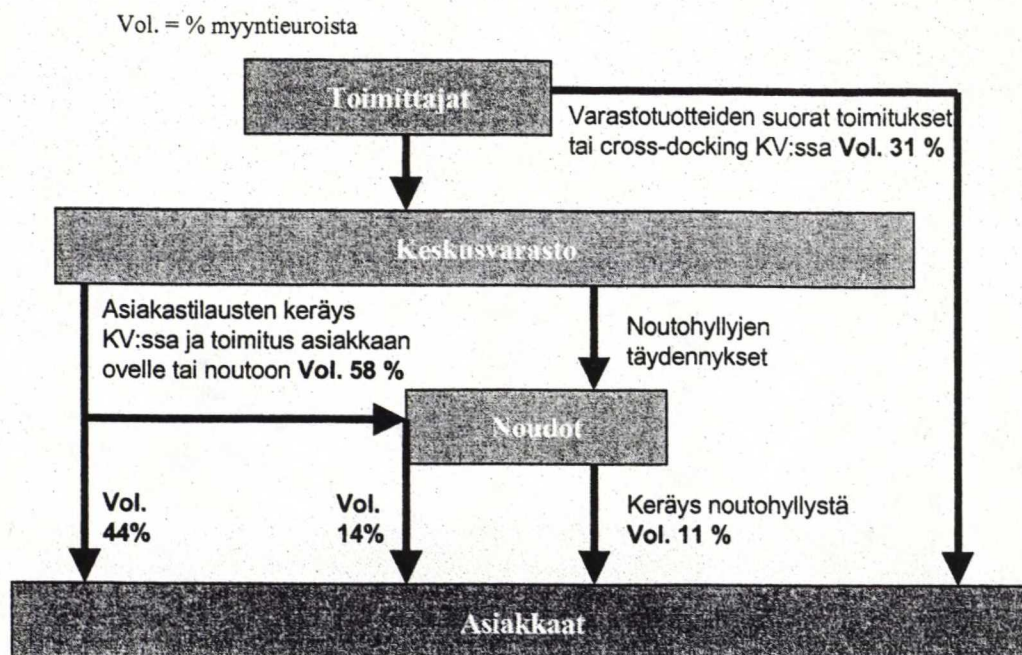 Vol. = % myyntieuroista
Toimittajat
Varastotuotteiden suorat toimitukset
tai cross-docking KV:ssa Vol. 31 %
Keskusvarasto
Asiakastilausten keräys
KV:ssa ja toimitus asiakkaan
ovelle tai noutoon Vol. 58 %
Noutohyllyjen
täydennykset
Noudot
Vol.
44%
Vol.
14%
Keräys noutohyllystä
Vol. 11 %
Asiakkaat